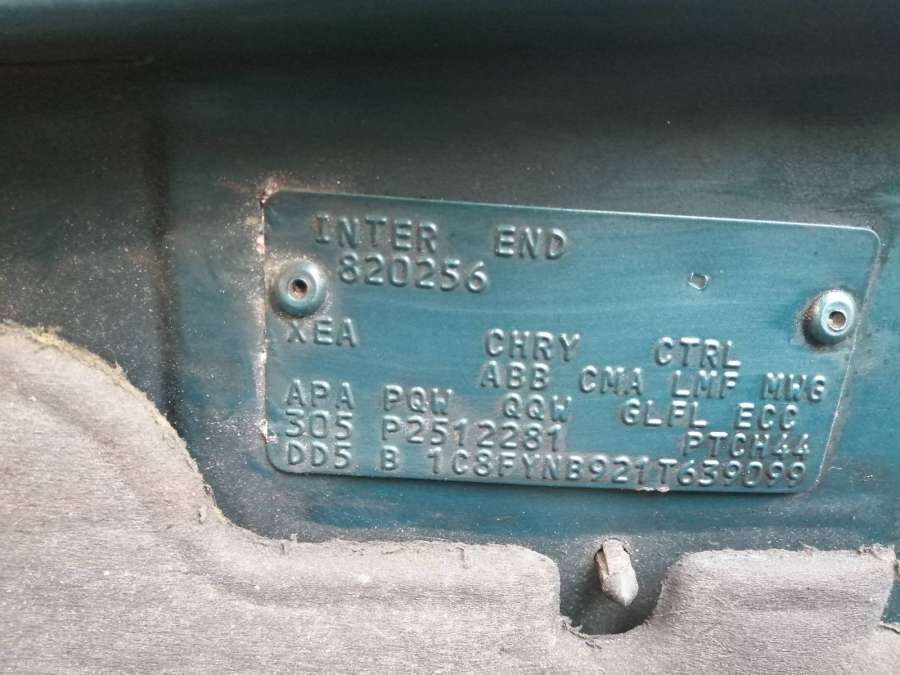 INTER END
820256
XEA CHRY CTRL
ABB CMA LMF MWG
APA PQW QQW GLFL ECC
305 P2512281 PTCH44
DD5 B 1C8FYNB921T639099